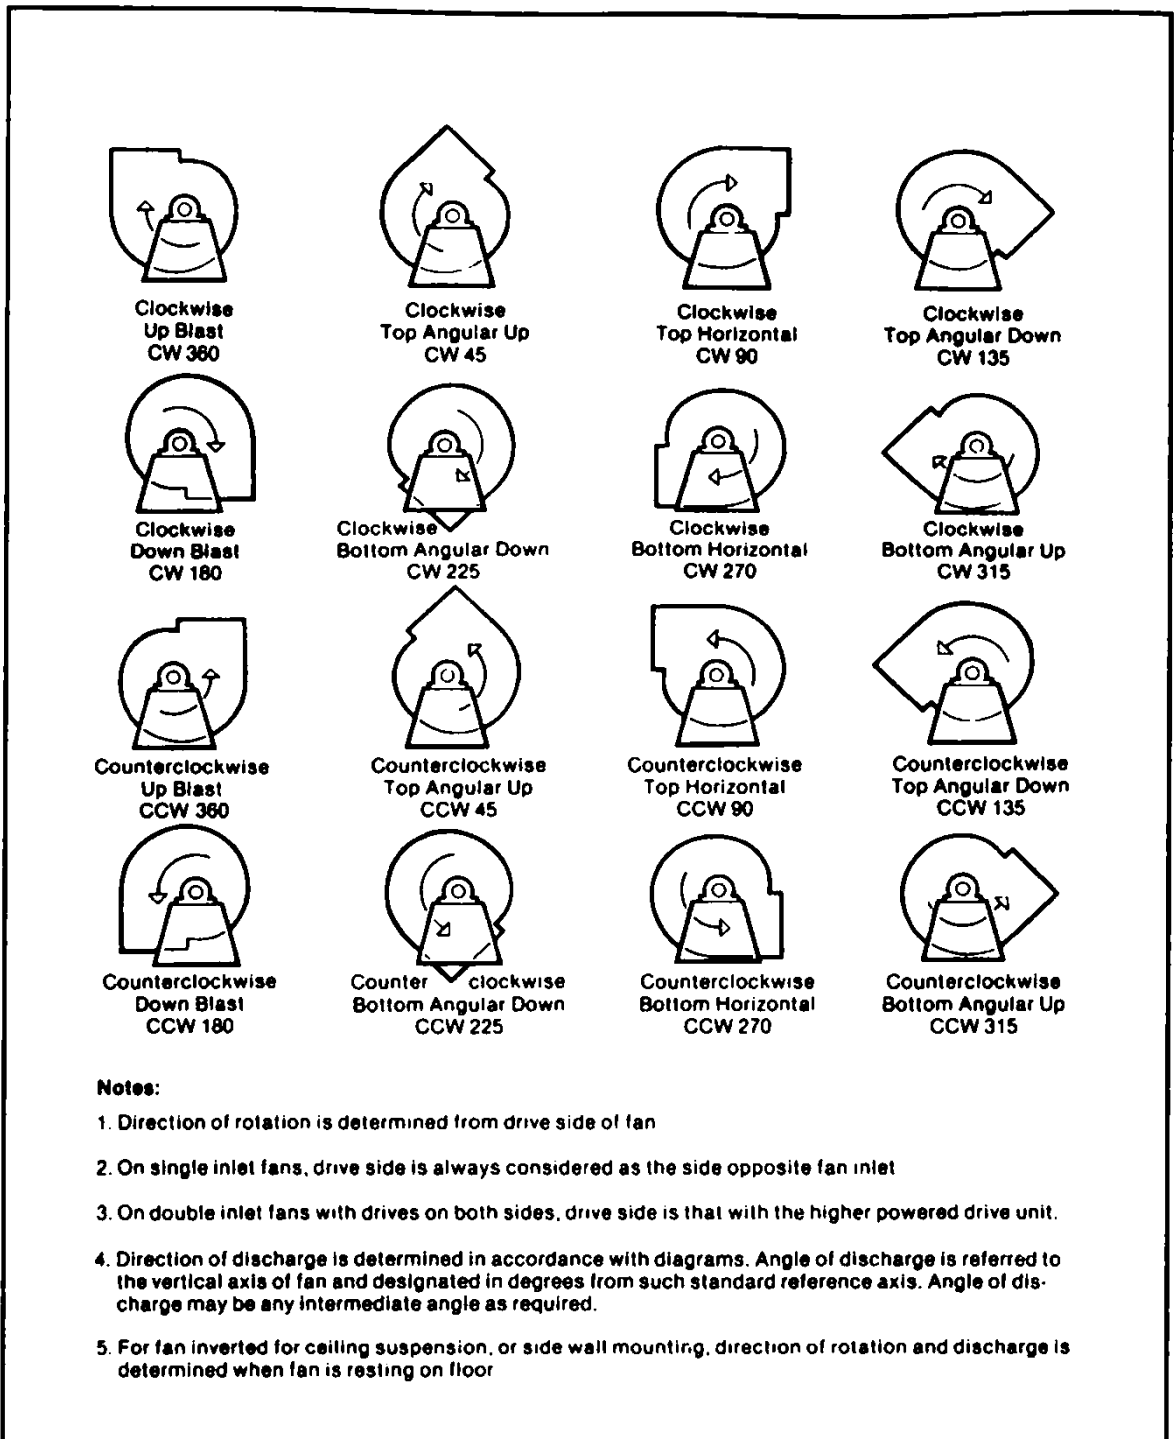 Clockwise
Up Blast
CW 360
Clockwise
Top Angular Up
CW 45
Clockwise
Top Horizontal
CW 90
Clockwise
Top Angular Down
CW 135
Clockwise
Down Blast
CW 180
Clockwise
Bottom Angular Down
CW 225
Clockwise
Bottom Horizontal
CW 270
Clockwise
Bottom Angular Up
CW 315
Counterclockwise
Up Blast
CCW 360
Counterclockwise
Top Angular Up
CCW 45
Counterclockwise
Top Horizontal
CCW 90
Counterclockwise
Top Angular Down
CCW 135
Counterclockwise
Down Blast
CCW 180
Counter clockwise
Bottom Angular Down
CCW 225
Counterclockwise
Bottom Horizontal
CCW 270
Counterclockwise
Bottom Angular Up
CCW 315
Notes:
1. Direction of rotation is determined from drive side of fan
2. On single inlet fans, drive side is always considered as the side opposite fan inlet
3. On double inlet fans with drives on both sides, drive side is that with the higher powered drive unit.
4. Direction of discharge is determined in accordance with diagrams. Angle of discharge is referred to
the vertical axis of fan and designated in degrees from such standard reference axis. Angle of dis-
charge may be any intermediate angle as required.
5. For fan inverted for ceiling suspension, or side wall mounting, direction of rotation and discharge is
determined when fan is resting on floor